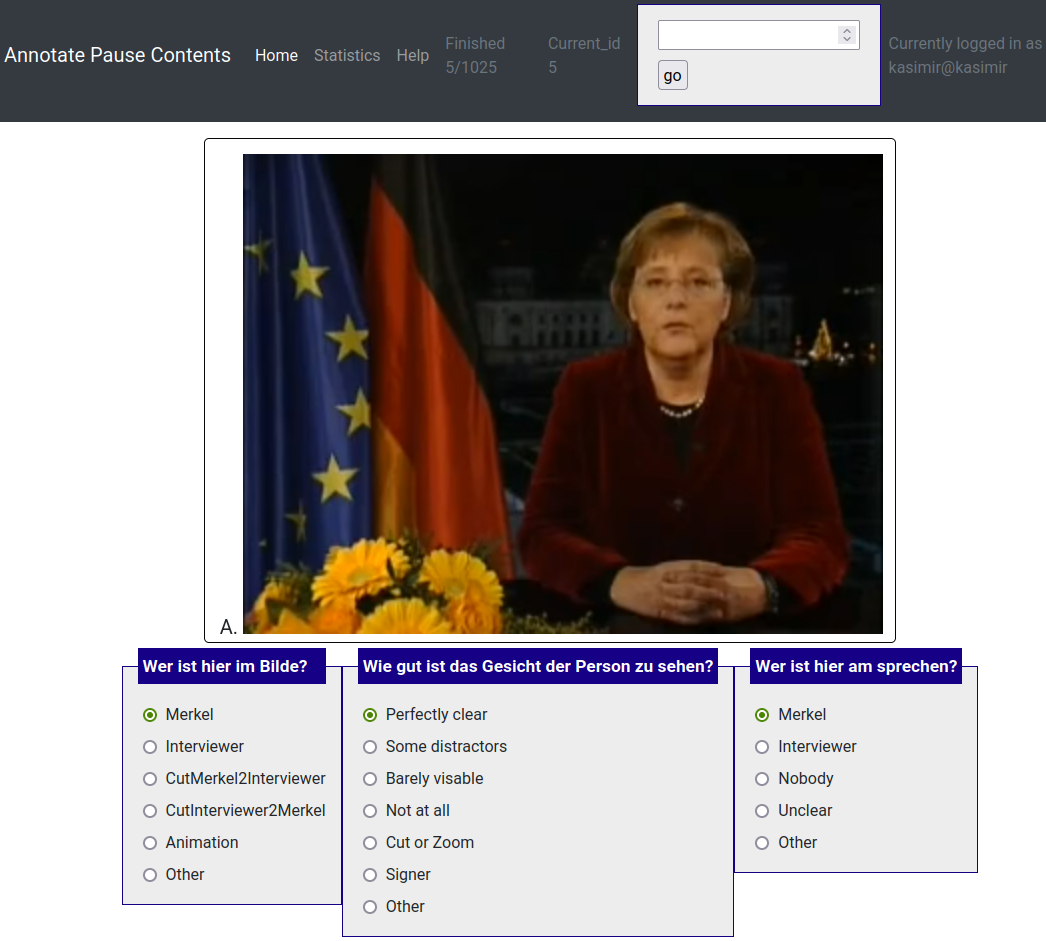 Annotate Pause Contents Home Statistics Help Finished 5/1025 Current_id 5 go Currently logged in as kasimir@kasimir
A.
Wer ist hier im Bilde?
Merkel
Interviewer
CutMerkel2Interviewer
CutInterviewer2Merkel
Animation
Other
Wie gut ist das Gesicht der Person zu sehen?
Perfectly clear
Some distractors
Barely visable
Not at all
Cut or Zoom
Signer
Other
Wer ist hier am sprechen?
Merkel
Interviewer
Nobody
Unclear
Other